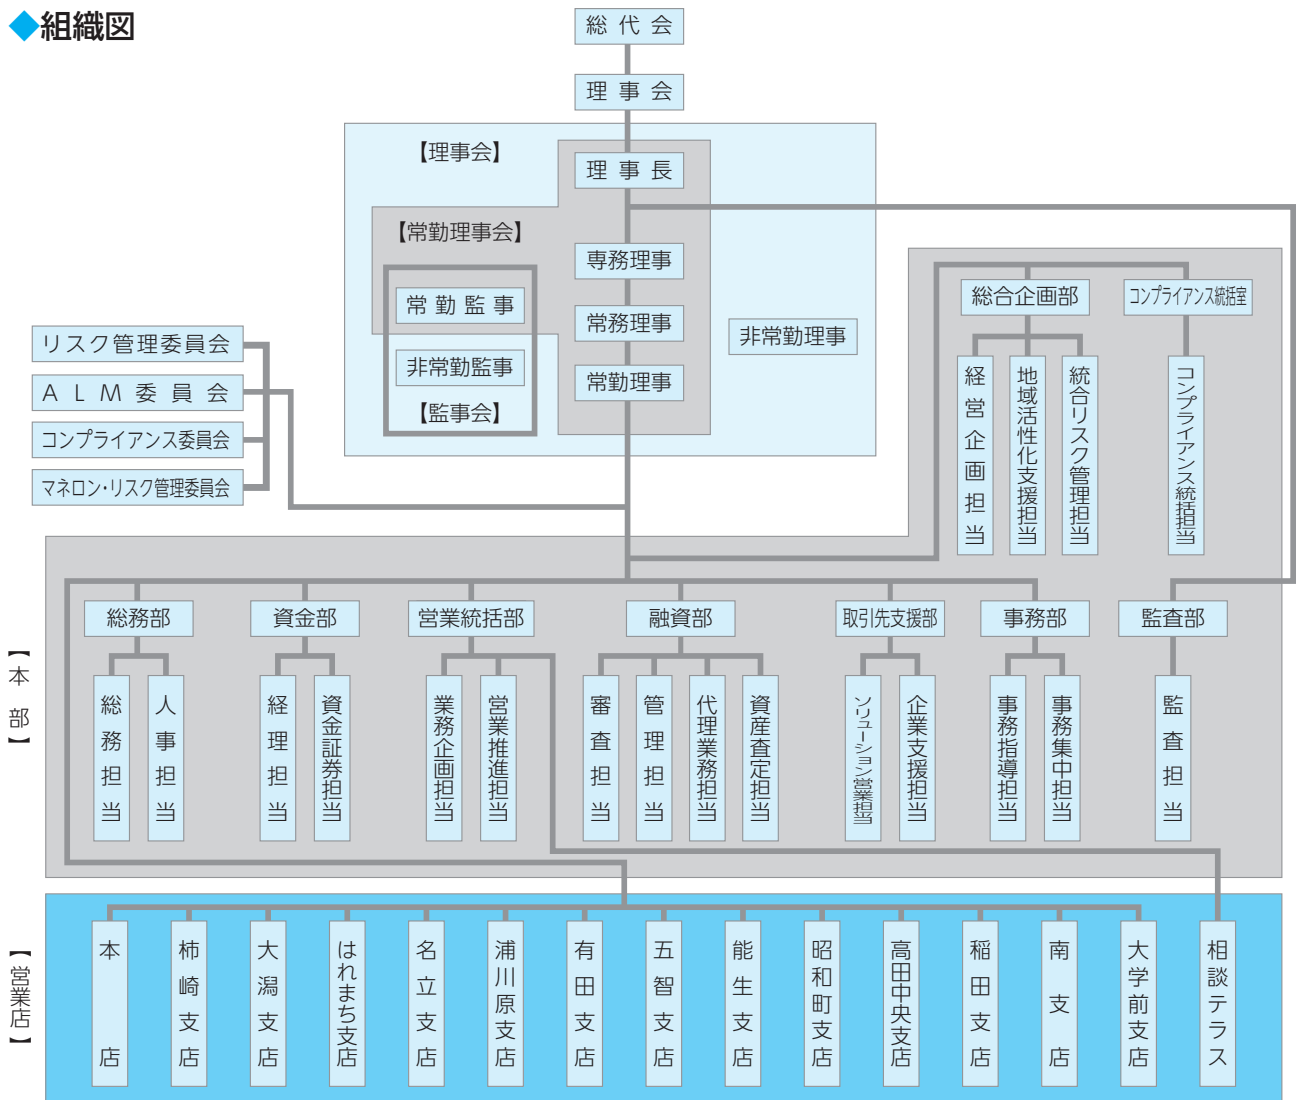 ◆組織図
総代会
理事会
【理事会】
理事長
【常勤理事会】
専務理事
常勤監事
常務理事
非常勤理事
非常勤監事
常勤理事
【監事会】
リスク管理委員会
ALM委員会
コンプライアンス委員会
マネロン・リスク管理委員会
総合企画部
コンプライアンス統括室
経営企画担当
地域活性化支援担当
統合リスク管理担当
コンプライアンス統括担当
【本部】
総務部
資金部
営業統括部
融資部
取引先支援部
事務部
監査部
総務担当
人事担当
経理担当
資金証券担当
業務企画担当
営業推進担当
審査担当
管理担当
代理業務担当
資産査定担当
ソリューション営業担当
企業支援担当
事務指導担当
事務集中担当
監査担当
【営業店】
本店
柿崎支店
大潟支店
はれまち支店
名立支店
浦川原支店
有田支店
五智支店
能生支店
昭和町支店
高田中央支店
稲田支店
南支店
大学前支店
相談テラス